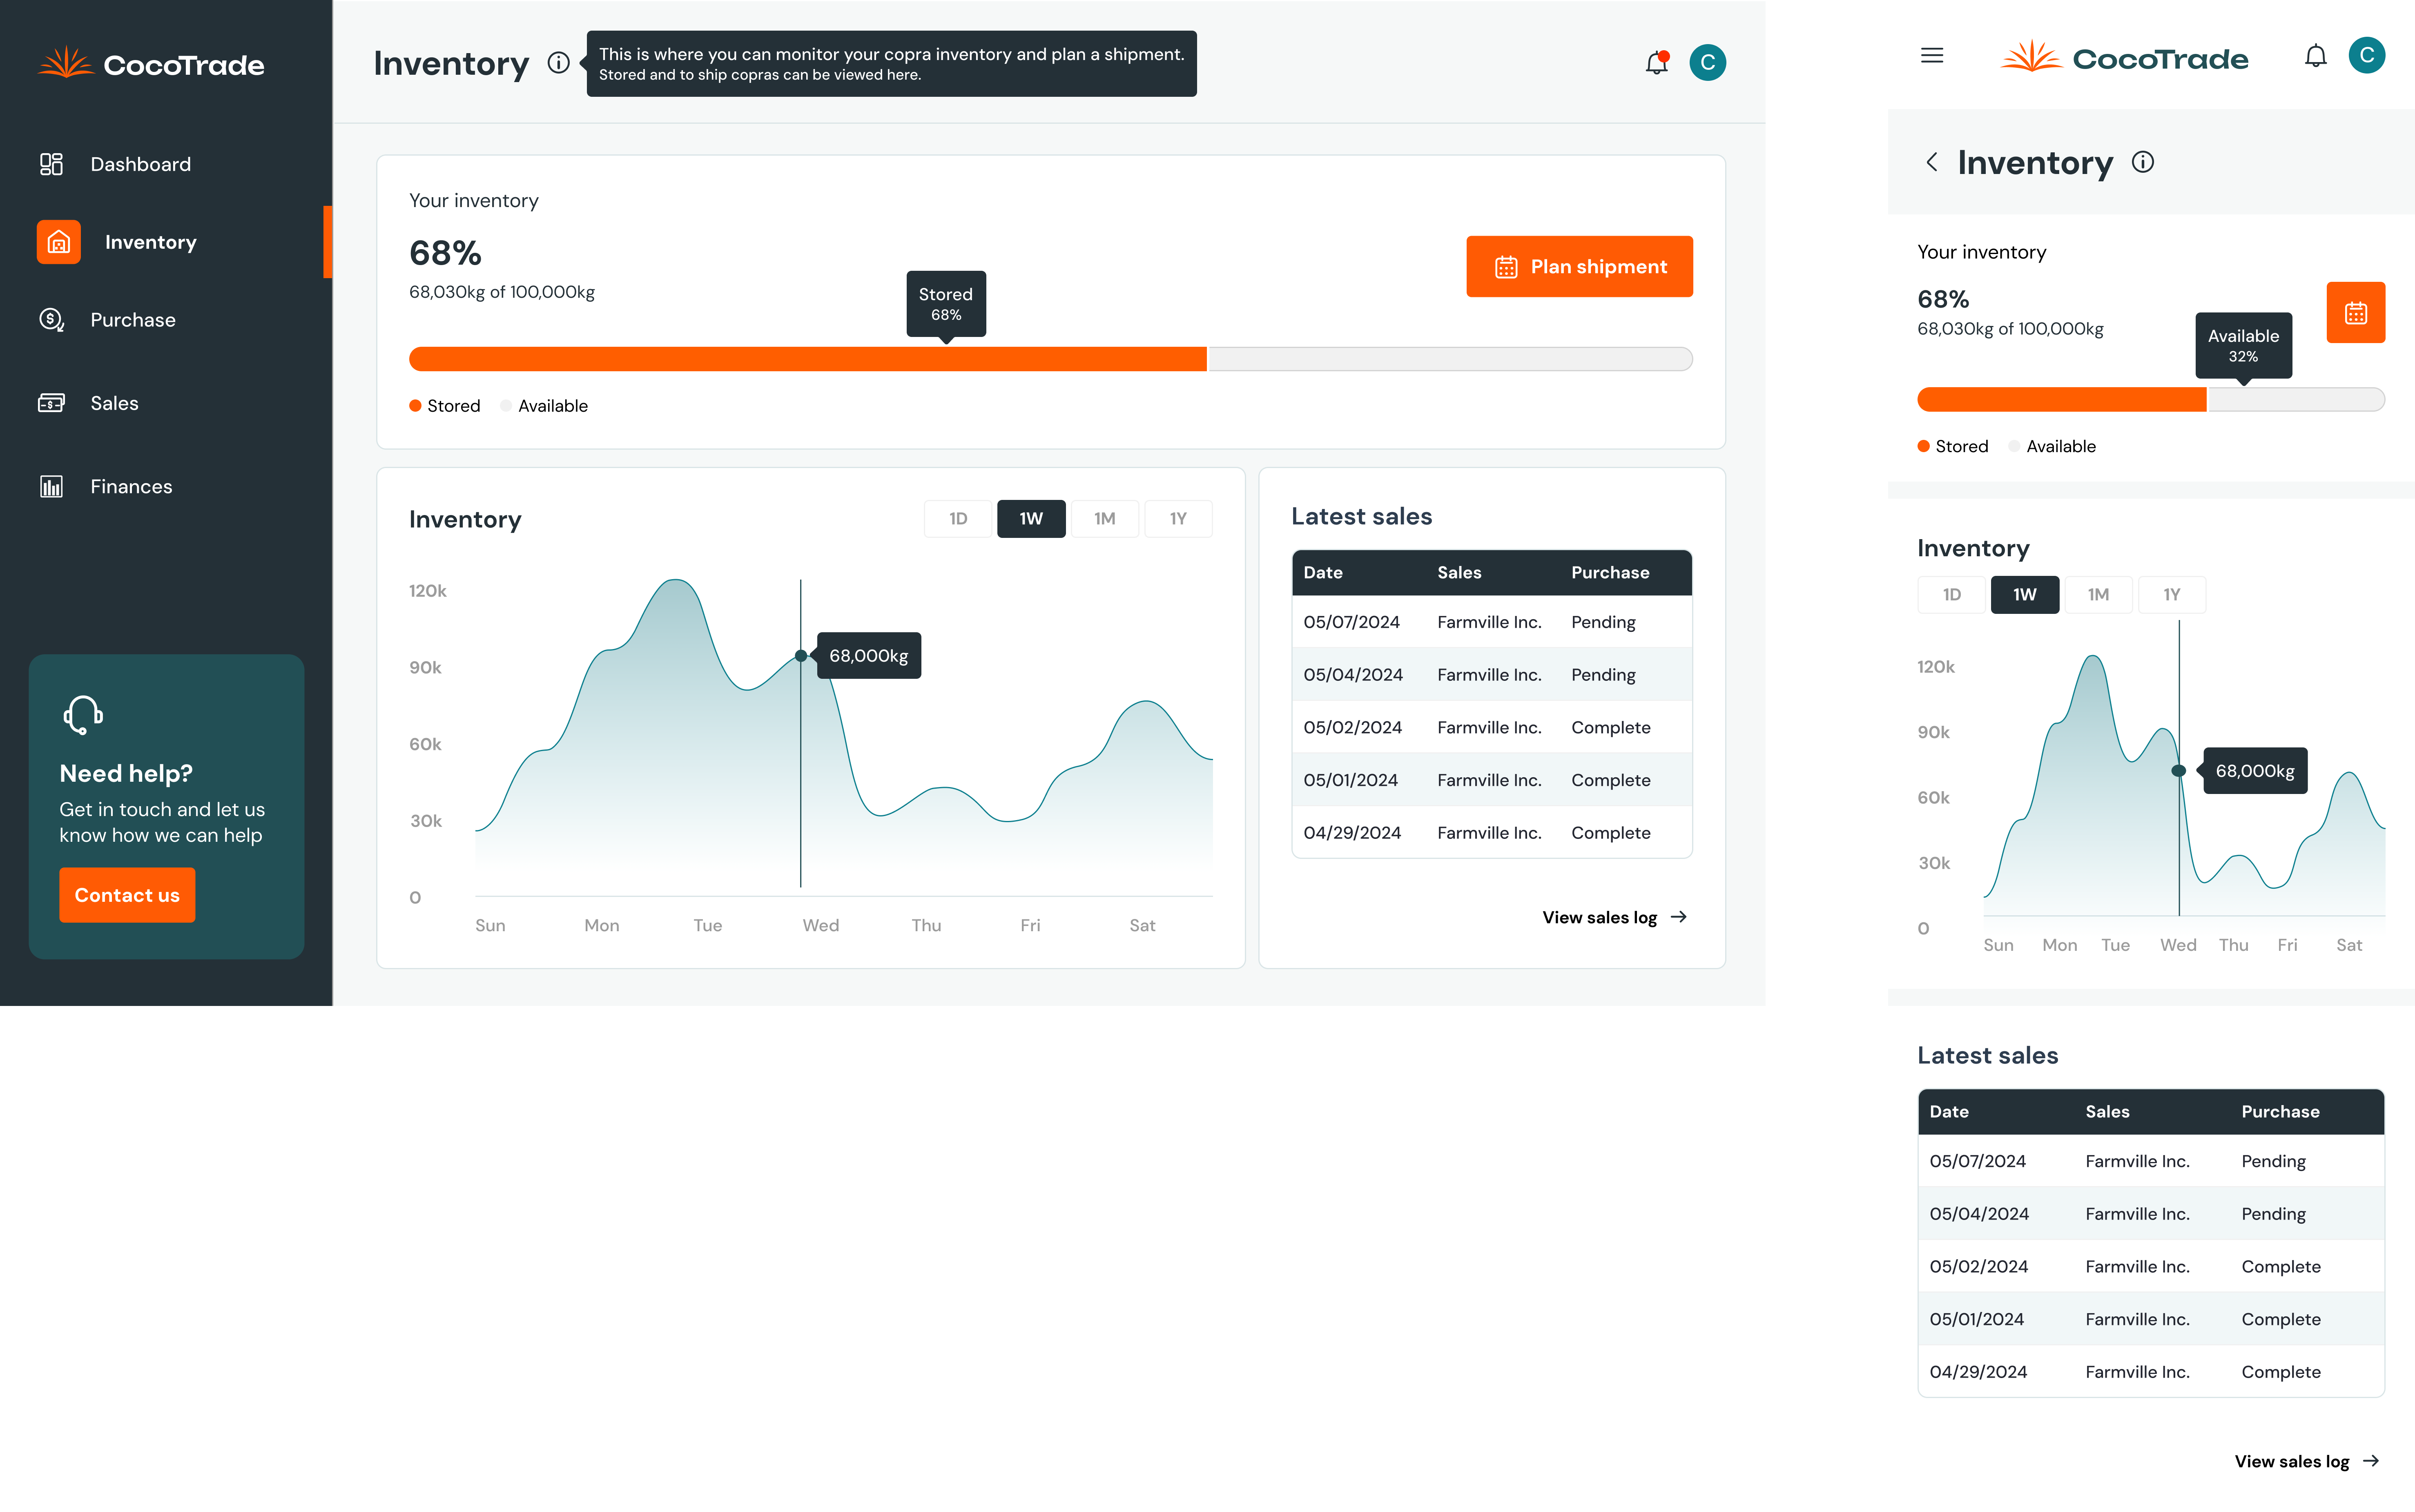 CocoTrade
Dashboard
Inventory
Purchase
Sales
Finances
Need help?
Get in touch and let us
know how we can help
Contact us
Inventory
This is where you can monitor your copra inventory and plan a shipment.
Stored and to ship copras can be viewed here.
C
Your inventory
68%
68,030kg of 100,000kg
Plan shipment
Stored
68%
Stored
Available
Inventory
1D
1W
1M
1Y
120k
90k
60k
30k
0
68,000kg
Sun
Mon
Tue
Wed
Thu
Fri
Sat
Latest sales
Date Sales Purchase
05/07/2024 Farmville Inc. Pending
05/04/2024 Farmville Inc. Pending
05/02/2024 Farmville Inc. Complete
05/01/2024 Farmville Inc. Complete
04/29/2024 Farmville Inc. Complete
View sales log
CocoTrade
C
Inventory
Your inventory
68%
68,030kg of 100,000kg
Available
32%
Stored
Available
Inventory
1D
1W
1M
1Y
120k
90k
60k
30k
0
68,000kg
Sun
Mon
Tue
Wed
Thu
Fri
Sat
Latest sales
Date Sales Purchase
05/07/2024 Farmville Inc. Pending
05/04/2024 Farmville Inc. Pending
05/02/2024 Farmville Inc. Complete
05/01/2024 Farmville Inc. Complete
04/29/2024 Farmville Inc. Complete
View sales log